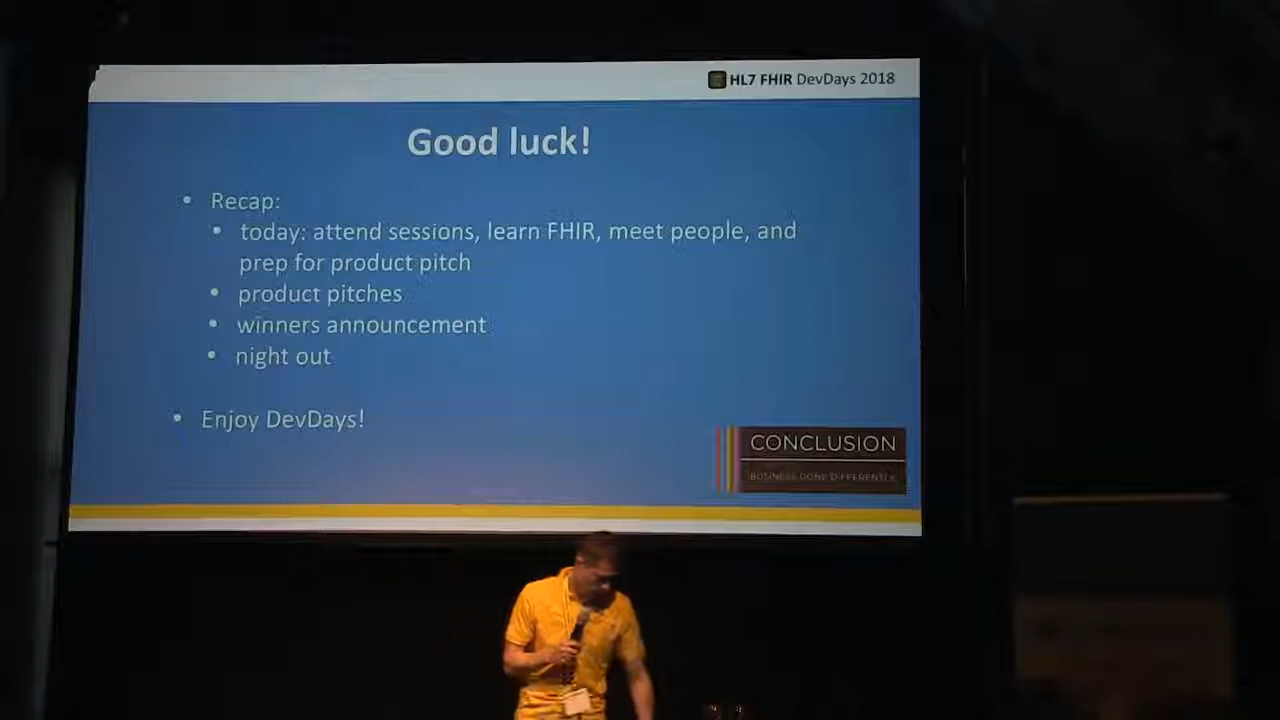 HL7 FHIR DevDays 2018
Good luck!
• Recap:
• today: attend sessions, learn FHIR, meet people, and
prep for product pitch
• product pitches
• winners announcement
• night out
• Enjoy DevDays!
CONCLUSION
BUSINESS DONE DIFFERENTLY.